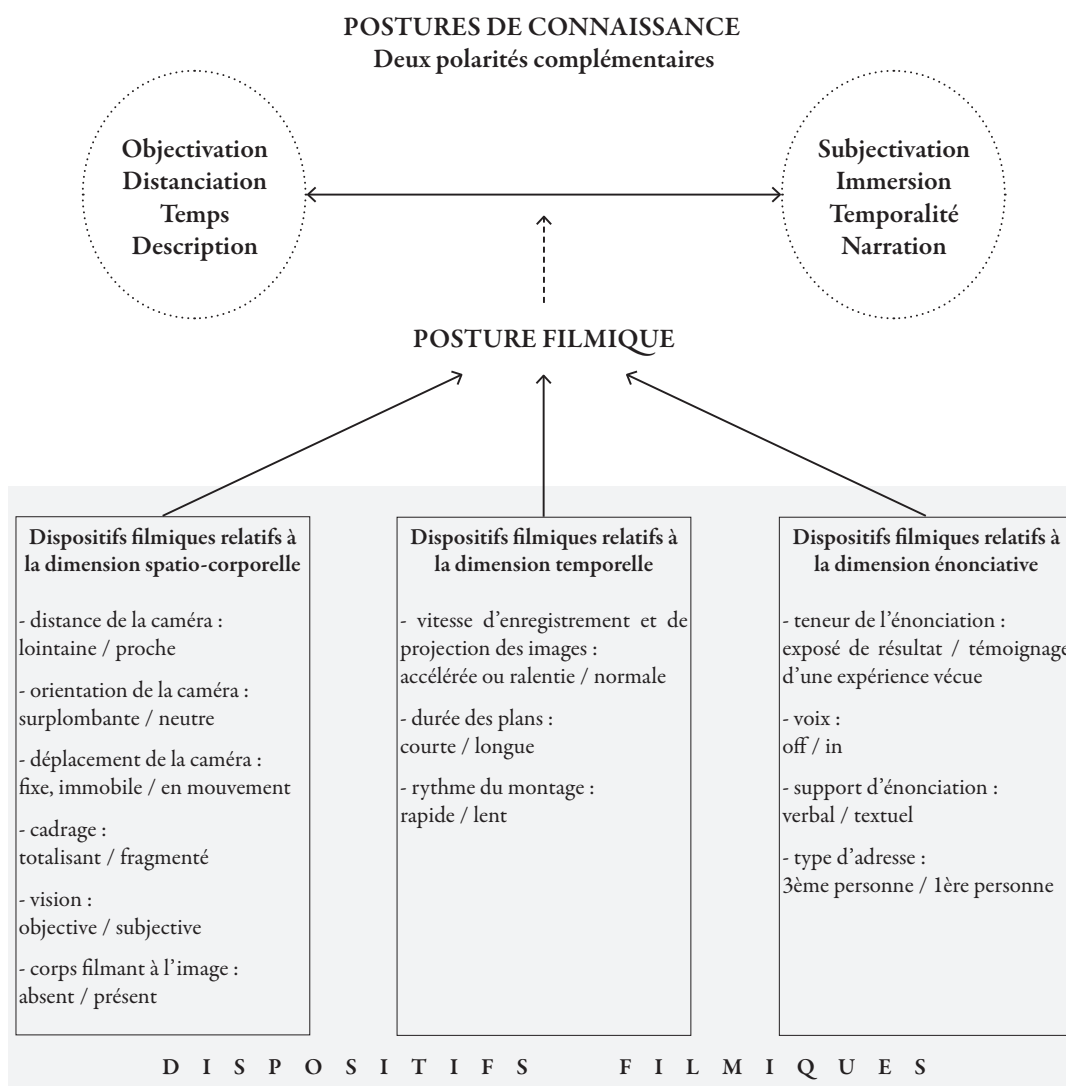 POSTURES DE CONNAISSANCE
Deux polarités complémentaires
Objectivation
Distanciation
Temps
Description
Subjectivation
Immersion
Temporalité
Narration
POSTURE FILMIQUE
Dispositifs filmiques relatifs à
la dimension spatio-corporelle
- distance de la caméra :
lointaine / proche
- orientation de la caméra :
surplombante / neutre
- déplacement de la caméra :
fixe, immobile / en mouvement
- cadrage :
totalisant / fragmenté
- vision :
objective / subjective
- corps filmant à l'image :
absent / présent
Dispositifs filmiques relatifs à
la dimension temporelle
- vitesse d'enregistrement et de
projection des images :
accélérée ou ralentie / normale
- durée des plans :
courte / longue
- rythme du montage :
rapide / lent
Dispositifs filmiques relatifs à
la dimension énonciative
- teneur de l'énonciation :
exposé de résultat / témoignage
d'une expérience vécue
- voix :
off / in
- support d'énonciation :
verbal / textuel
- type d'adresse :
3ème personne / 1ère personne
DISPOSITIFS FILMIQUES